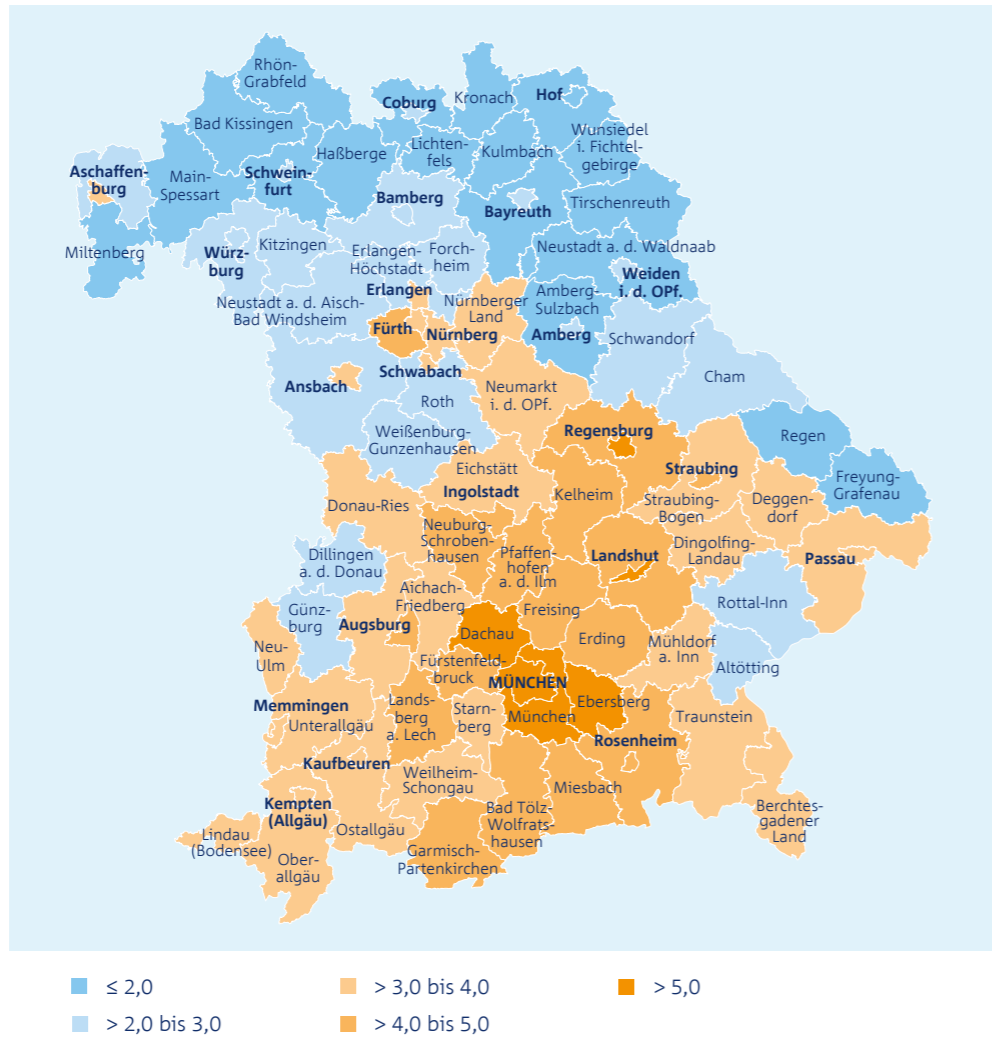 Rhön-
Grabfeld
Coburg
Kronach
Hof
Bad Kissingen
Wunsiedel
i. Fichtel-
gebirge
Lichten-
fels
Kulmbach
Haßberge
Aschaffen-
burg
Main-
Spessart
Schwein-
furt
Bamberg
Bayreuth
Tirschenreuth
Miltenberg
Würz-
burg
Kitzingen
Erlangen-
Höchstadt
Forch-
heim
Neustadt a. d. Waldnaab
Weiden
i. d. OPf.
Erlangen
Neustadt a. d. Aisch-
Bad Windsheim
Nürnberger
Land
Amberg-
Sulzbach
Fürth
Nürnberg
Amberg
Schwandorf
Ansbach
Schwabach
Roth
Neumarkt
i. d. OPf.
Cham
Weißenburg-
Gunzenhausen
Regensburg
Regen
Eichstätt
Ingolstadt
Straubing
Freyung-
Grafenau
Donau-Ries
Kelheim
Straubing-
Bogen
Deggen-
dorf
Neuburg-
Schroben-
hausen
Dillingen
a. d. Donau
Pfaffen-
hofen
a. d. Ilm
Landshut
Dingolfing-
Landau
Passau
Aichach-
Friedberg
Günz-
burg
Augsburg
Freising
Rottal-Inn
Neu-
Ulm
Dachau
Erding
Mühldorf
a. Inn
Altötting
Fürstenfeld-
bruck
MÜNCHEN
Memmingen
Unterallgäu
Lands-
berg
a. Lech
Starn-
berg
München
Ebersberg
Traunstein
Rosenheim
Kaufbeuren
Weilheim-
Schongau
Miesbach
Kempten
(Allgäu)
Ostallgäu
Bad Tölz-
Wolfrats-
hausen
Berchtes-
gadener
Land
Lindau
(Bodensee)
Ober-
allgäu
Garmisch-
Partenkirchen
≤ 2,0
> 3,0 bis 4,0
> 5,0
> 2,0 bis 3,0
> 4,0 bis 5,0